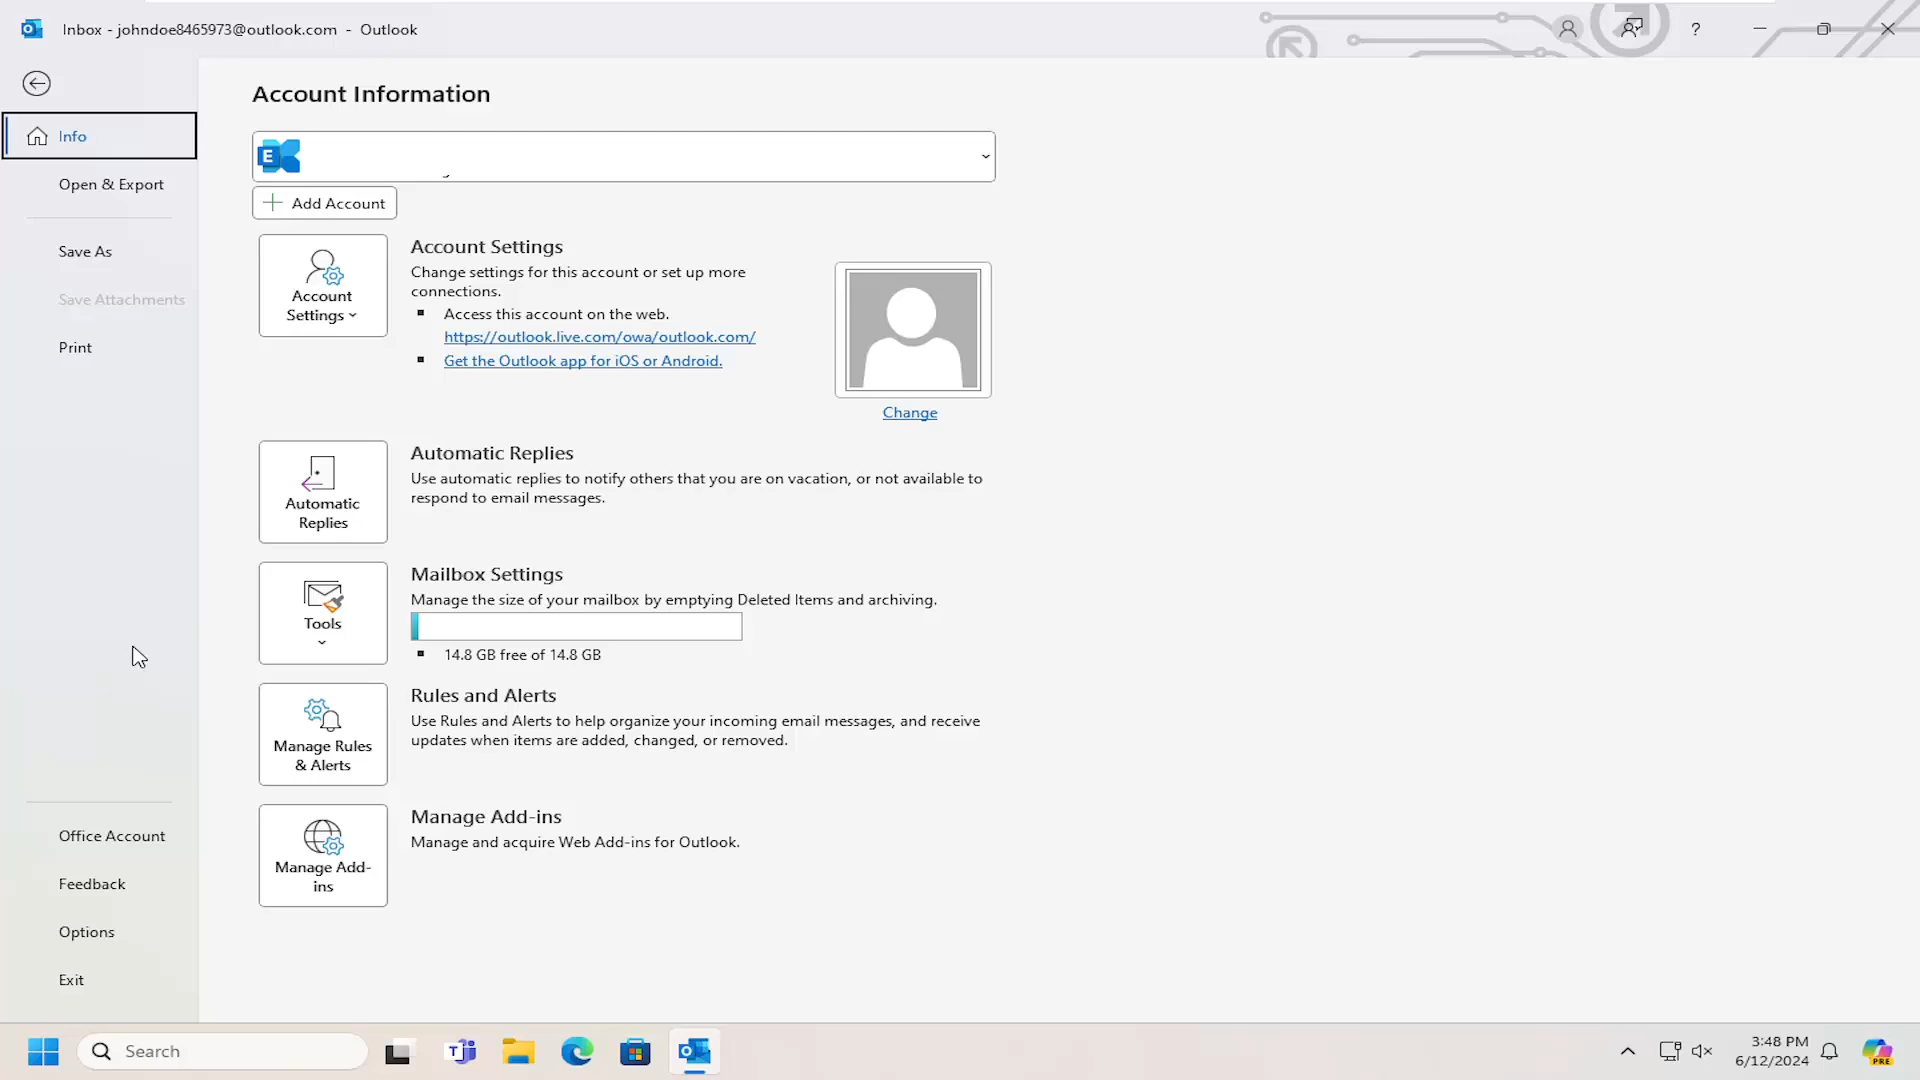 Inbox - johndoe8465973@outlook.com - Outlook
?
Info
Open & Export
Save As
Save Attachments
Print
Office Account
Feedback
Options
Exit
Account Information
E
Add Account
Account
Settings
Account Settings
Change settings for this account or set up more
connections.
Access this account on the web.
https://outlook.live.com/owa/outlook.com/
Get the Outlook app for iOS or Android.
Change
Automatic
Replies
Automatic Replies
Use automatic replies to notify others that you are on vacation, or not available to
respond to email messages.
Tools
Mailbox Settings
Manage the size of your mailbox by emptying Deleted Items and archiving.
14.8 GB free of 14.8 GB
Manage Rules
& Alerts
Rules and Alerts
Use Rules and Alerts to help organize your incoming email messages, and receive
updates when items are added, changed, or removed.
Manage Add-
ins
Manage Add-ins
Manage and acquire Web Add-ins for Outlook.
Search
3:48 PM
6/12/2024
PRE